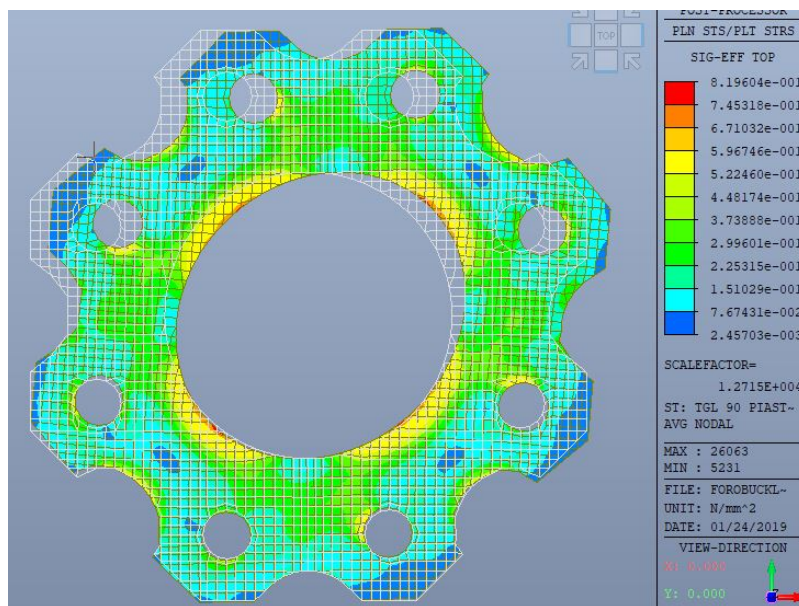 POST-PROCESSOR
PLN STS/PLT STRS
TOP
SIG-EFF TOP
8.19604e-001
7.45318e-001
6.71032e-001
5.96746e-001
5.22460e-001
4.48174e-001
3.73888e-001
2.99601e-001
2.25315e-001
1.51029e-001
7.67431e-002
2.45703e-003
SCALEFACTOR=
1.2715E+004
ST: TGL 90 PIAST~
AVG NODAL
MAX : 26063
MIN : 5231
FILE: FOROBUCKL~
UNIT: N/mm^2
DATE: 01/24/2019
VIEW-DIRECTION
X: 0.000
Y: 0.000